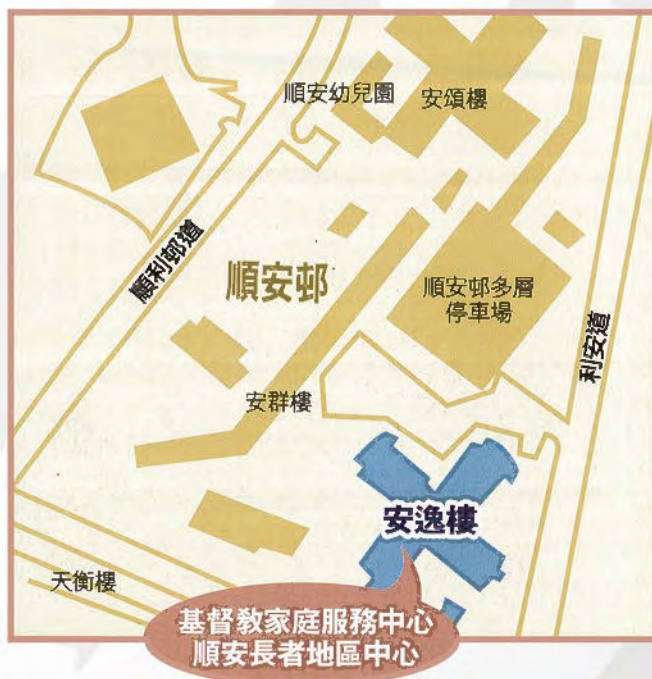 順安幼兒園
安頌樓
順利邨道
順安邨
順安邨多層
停車場
利安道
安群樓
安逸樓
天衡樓
基督教家庭服務中心
順安長者地區中心